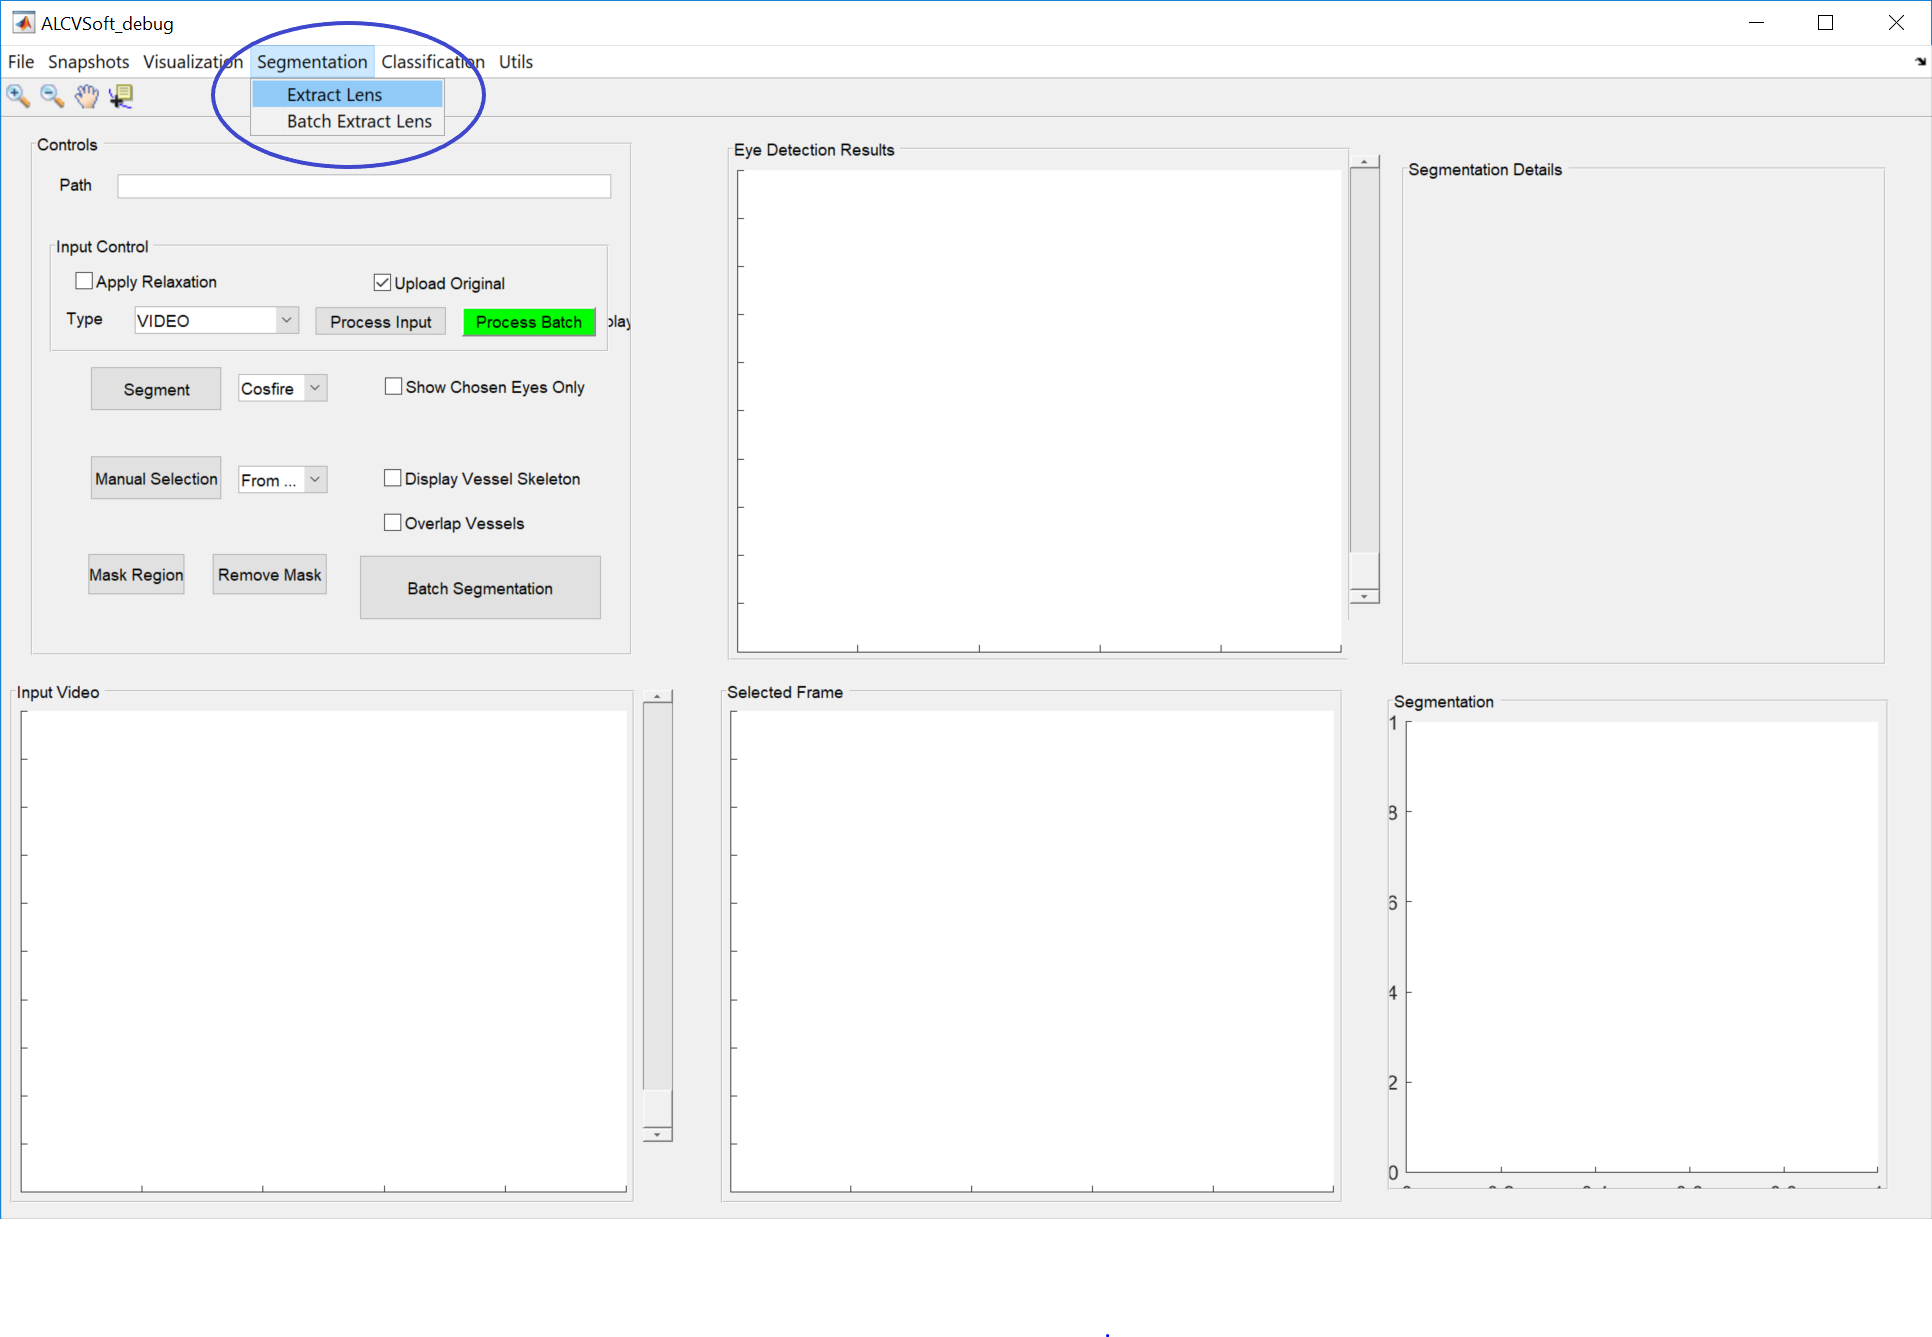 ALCVSoft_debug
File Snapshots Visualization Segmentation Classification Utils
Extract Lens
Batch Extract Lens
Controls
Path
Input Control
Apply Relaxation
Upload Original
Type VIDEO Process Input Process Batch play
Segment Cosfire Show Chosen Eyes Only
Manual Selection From ... Display Vessel Skeleton
Overlap Vessels
Mask Region Remove Mask Batch Segmentation
Eye Detection Results
Segmentation Details
Input Video
Selected Frame
Segmentation
1
8
6
4
2
0